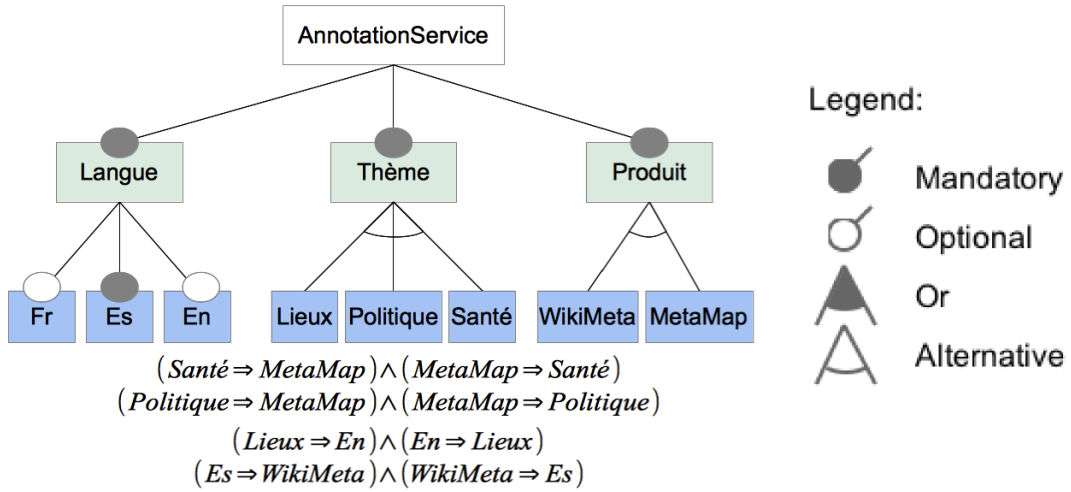 AnnotationService
Legend:
Langue Thème Produit
Mandatory
Optional
Or
Alternative
Fr Es En Lieux Politique Santé WikiMeta MetaMap
(Santé ⇒ MetaMap) ∧ (MetaMap ⇒ Santé)
(Politique ⇒ MetaMap) ∧ (MetaMap ⇒ Politique)
(Lieux ⇒ En) ∧ (En ⇒ Lieux)
(Es ⇒ WikiMeta) ∧ (WikiMeta ⇒ Es)